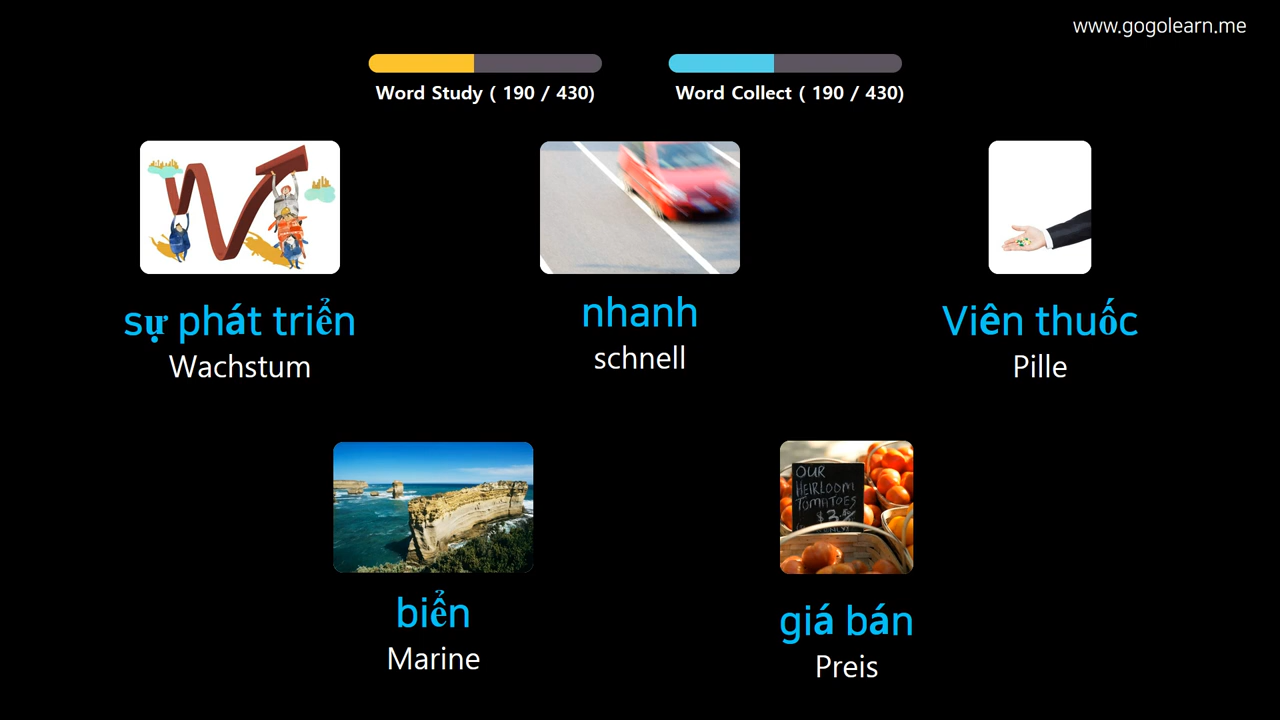 www.gogolearn.me
Word Study ( 190 / 430)
Word Collect ( 190 / 430)
sự phát triển
Wachstum
nhanh
schnell
Viên thuốc
Pille
OUR
HEIRLOOM
TOMATOES
biển
Marine
giá bán
Preis